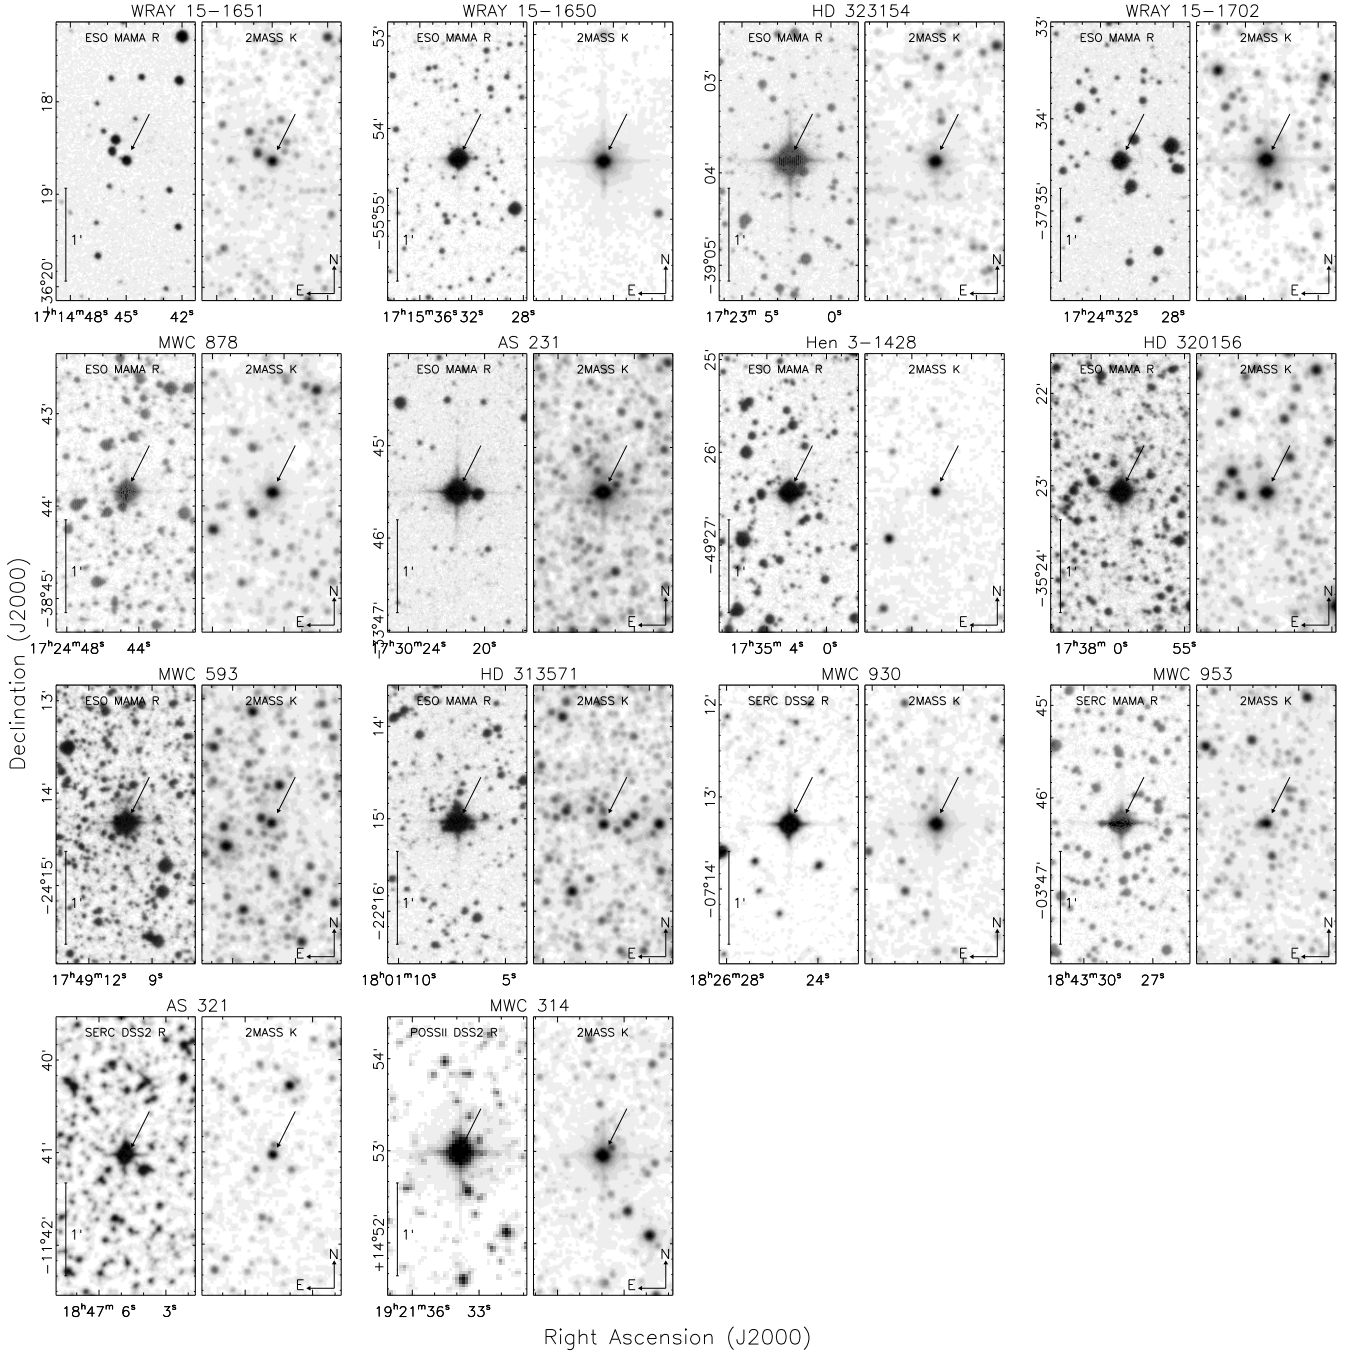 WRAY 15-1651
ESO MAMA R
2MASS K
18'
19'
-36°20'
1'
N
E
17h14m48s 45s 42s
WRAY 15-1650
ESO MAMA R
2MASS K
53'
54'
-55°55'
1'
N
E
17h15m36s 32s 28s
HD 323154
ESO MAMA R
2MASS K
03'
04'
-39°05'
1'
N
E
17h23m 5s 0s
WRAY 15-1702
ESO MAMA R
2MASS K
33'
34'
-37°35'
1'
N
E
17h24m32s 28s
MWC 878
ESO MAMA R
2MASS K
43'
44'
-38°45'
1'
N
E
17h24m48s 44s
AS 231
ESO MAMA R
2MASS K
45'
46'
1'
N
E
17h30m24s 20s
Hen 3-1428
ESO MAMA R
2MASS K
25'
26'
-49°27'
1'
N
E
17h35m 4s 0s
HD 320156
ESO MAMA R
2MASS K
22'
23'
-35°24'
1'
N
E
17h38m 0s 55s
MWC 593
ESO MAMA R
2MASS K
13'
14'
-24°15'
1'
N
E
17h49m12s 9s
HD 313571
ESO MAMA R
2MASS K
14'
15'
-22°16'
1'
N
E
18h01m10s 5s
MWC 930
SERC DSS2 R
2MASS K
12'
13'
-07°14'
1'
N
E
18h26m28s 24s
MWC 953
SERC MAMA R
2MASS K
45'
46'
-03°47'
1'
N
E
18h43m30s 27s
AS 321
SERC DSS2 R
2MASS K
40'
41'
-11°42'
1'
N
E
18h47m 6s 3s
MWC 314
POSSII DSS2 R
2MASS K
54'
53'
+14°52'
1'
N
E
19h21m36s 33s
Declination (J2000)
Right Ascension (J2000)